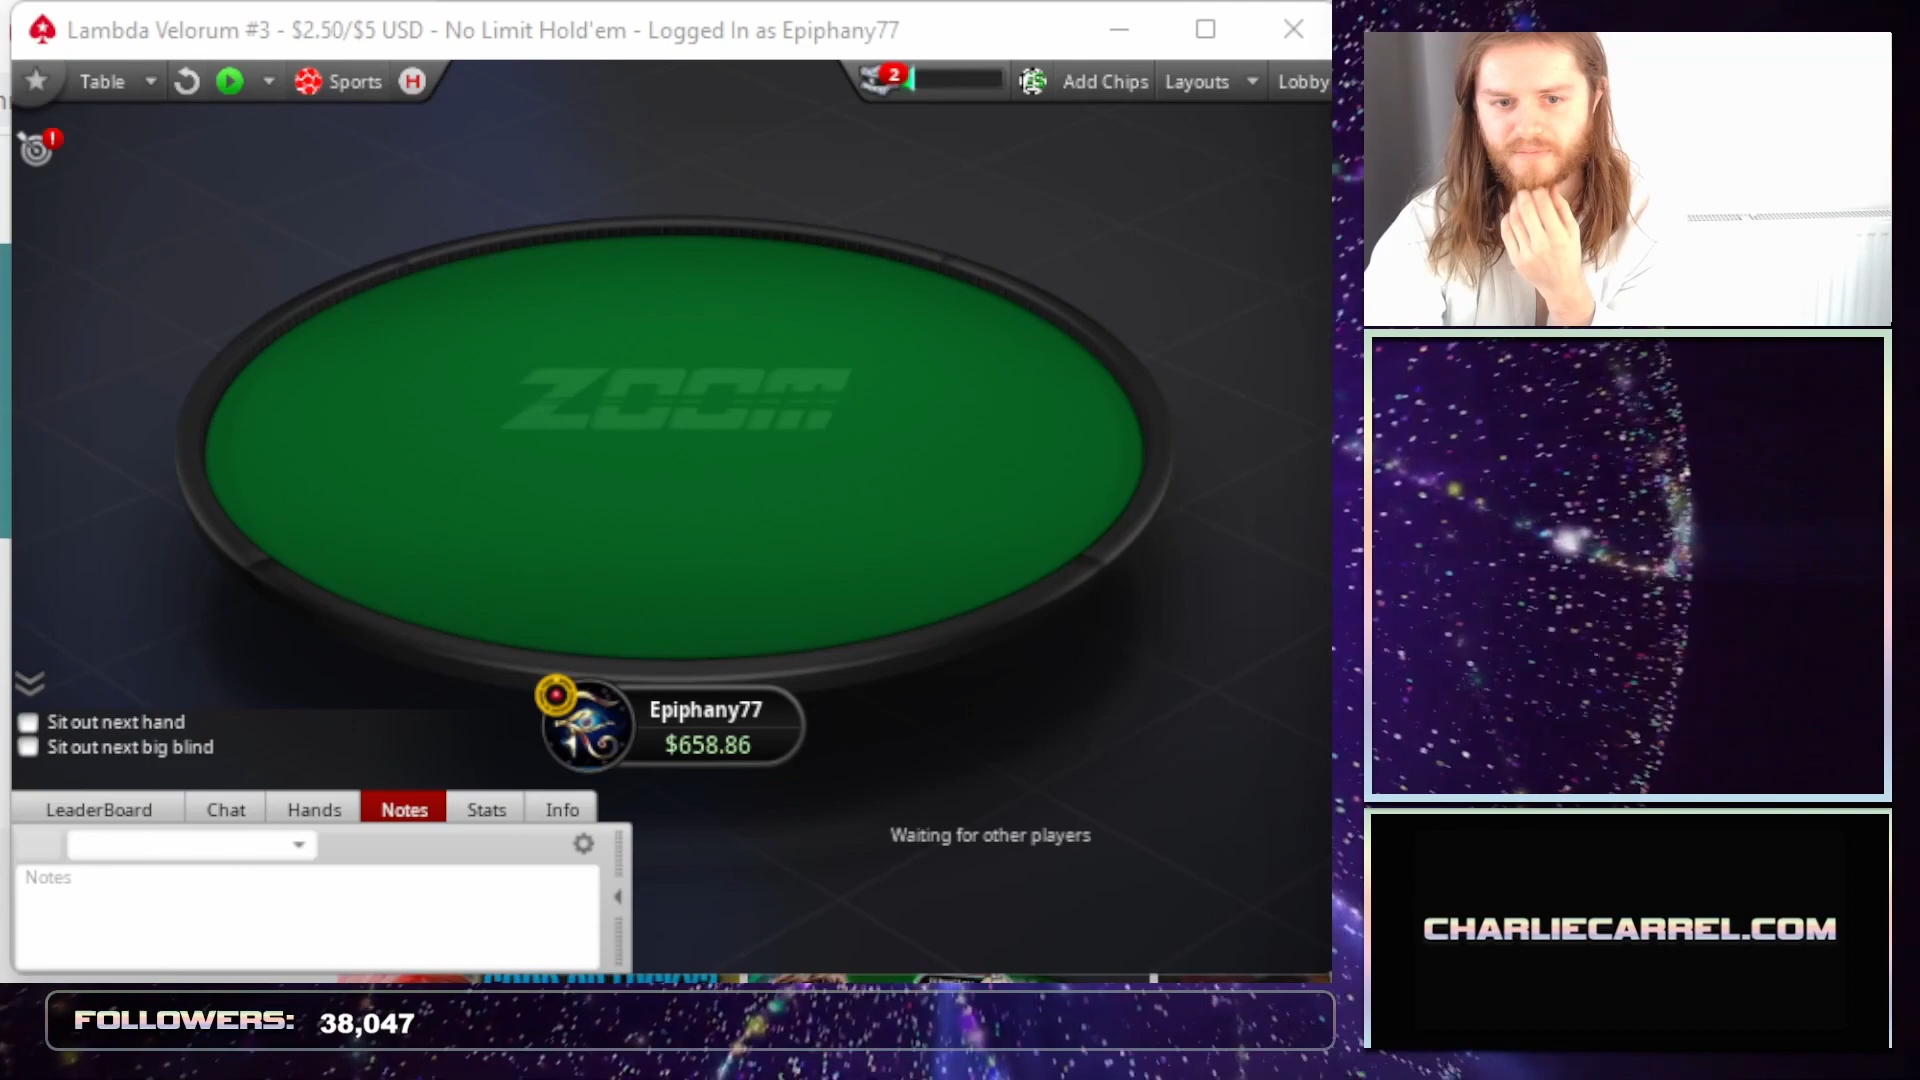 Lambda Velorum #3 - $2.50/$5 USD - No Limit Hold'em - Logged In as Epiphany77
Table
Sports
H
2
Add Chips
Layouts
Lobby
!
ZOOM
Sit out next hand
Sit out next big blind
Epiphany77
$658.86
LeaderBoard
Chat
Hands
Notes
Stats
Info
Notes
Waiting for other players
CHARLIECARREL.COM
FOLLOWERS: 38,047